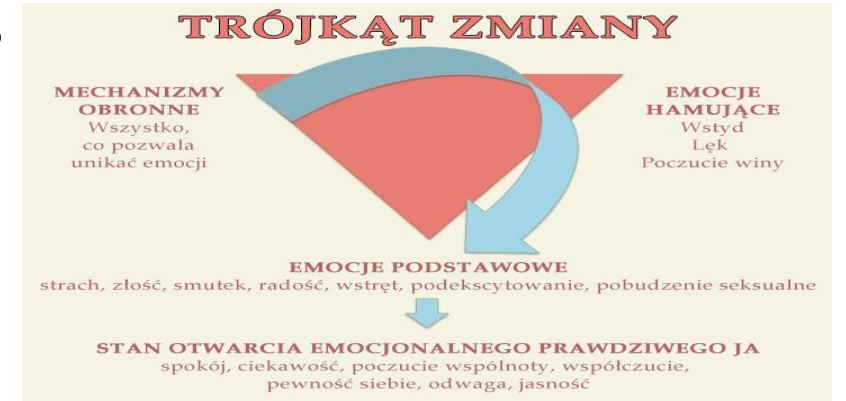 TRÓJKĄT ZMIANY
MECHANIZMY
OBRONNE
Wszystko,
co pozwala
unikać emocji
EMOCJE
HAMUJĄCE
Wstyd
Lęk
Poczucie winy
EMOCJE PODSTAWOWE
strach, złość, smutek, radość, wstręt, podekscytowanie, pobudzenie seksualne
STAN OTWARCIA EMOCJONALNEGO PRAWDZIWEGO JA
spokój, ciekawość, poczucie wspólnoty, współczucie,
pewność siebie, odwaga, jasność